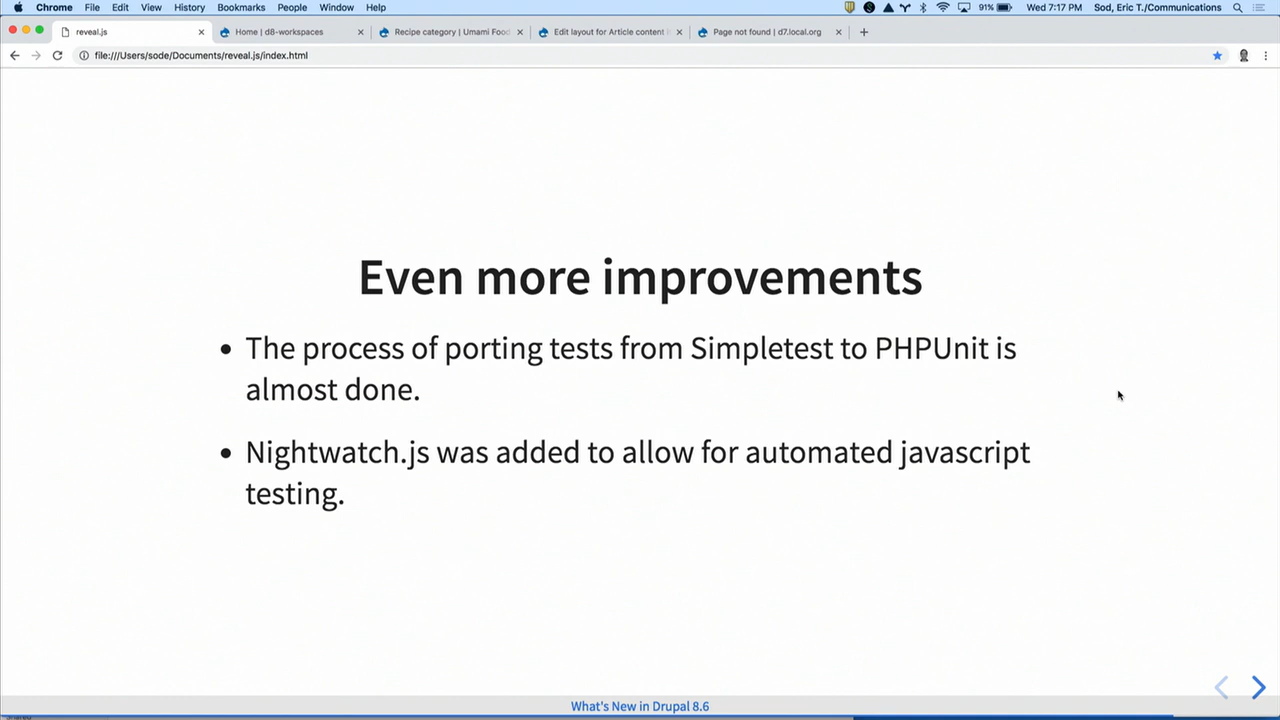 Chrome File Edit View History Bookmarks People Window Help 91% Wed 7:17 PM Sod, Eric T./Communications
reveal.js Home | d8-workspaces Recipe category | Umami Food Edit layout for Article content Page not found | d7.local.org
file:///Users/sode/Documents/reveal.js/index.html
Even more improvements
• The process of porting tests from Simpletest to PHPUnit is
almost done.
• Nightwatch.js was added to allow for automated javascript
testing.
What's New in Drupal 8.6